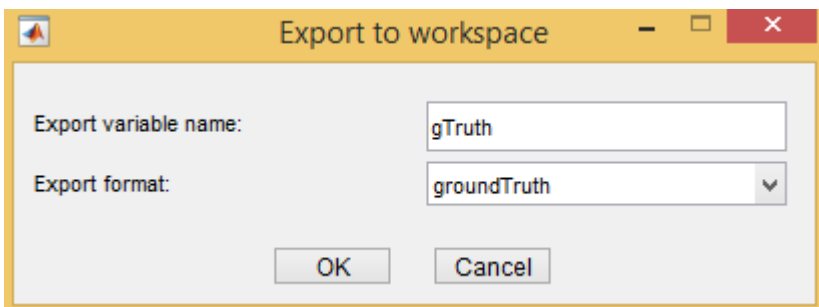 Export to workspace
Export variable name: gTruth
Export format: groundTruth
OK Cancel